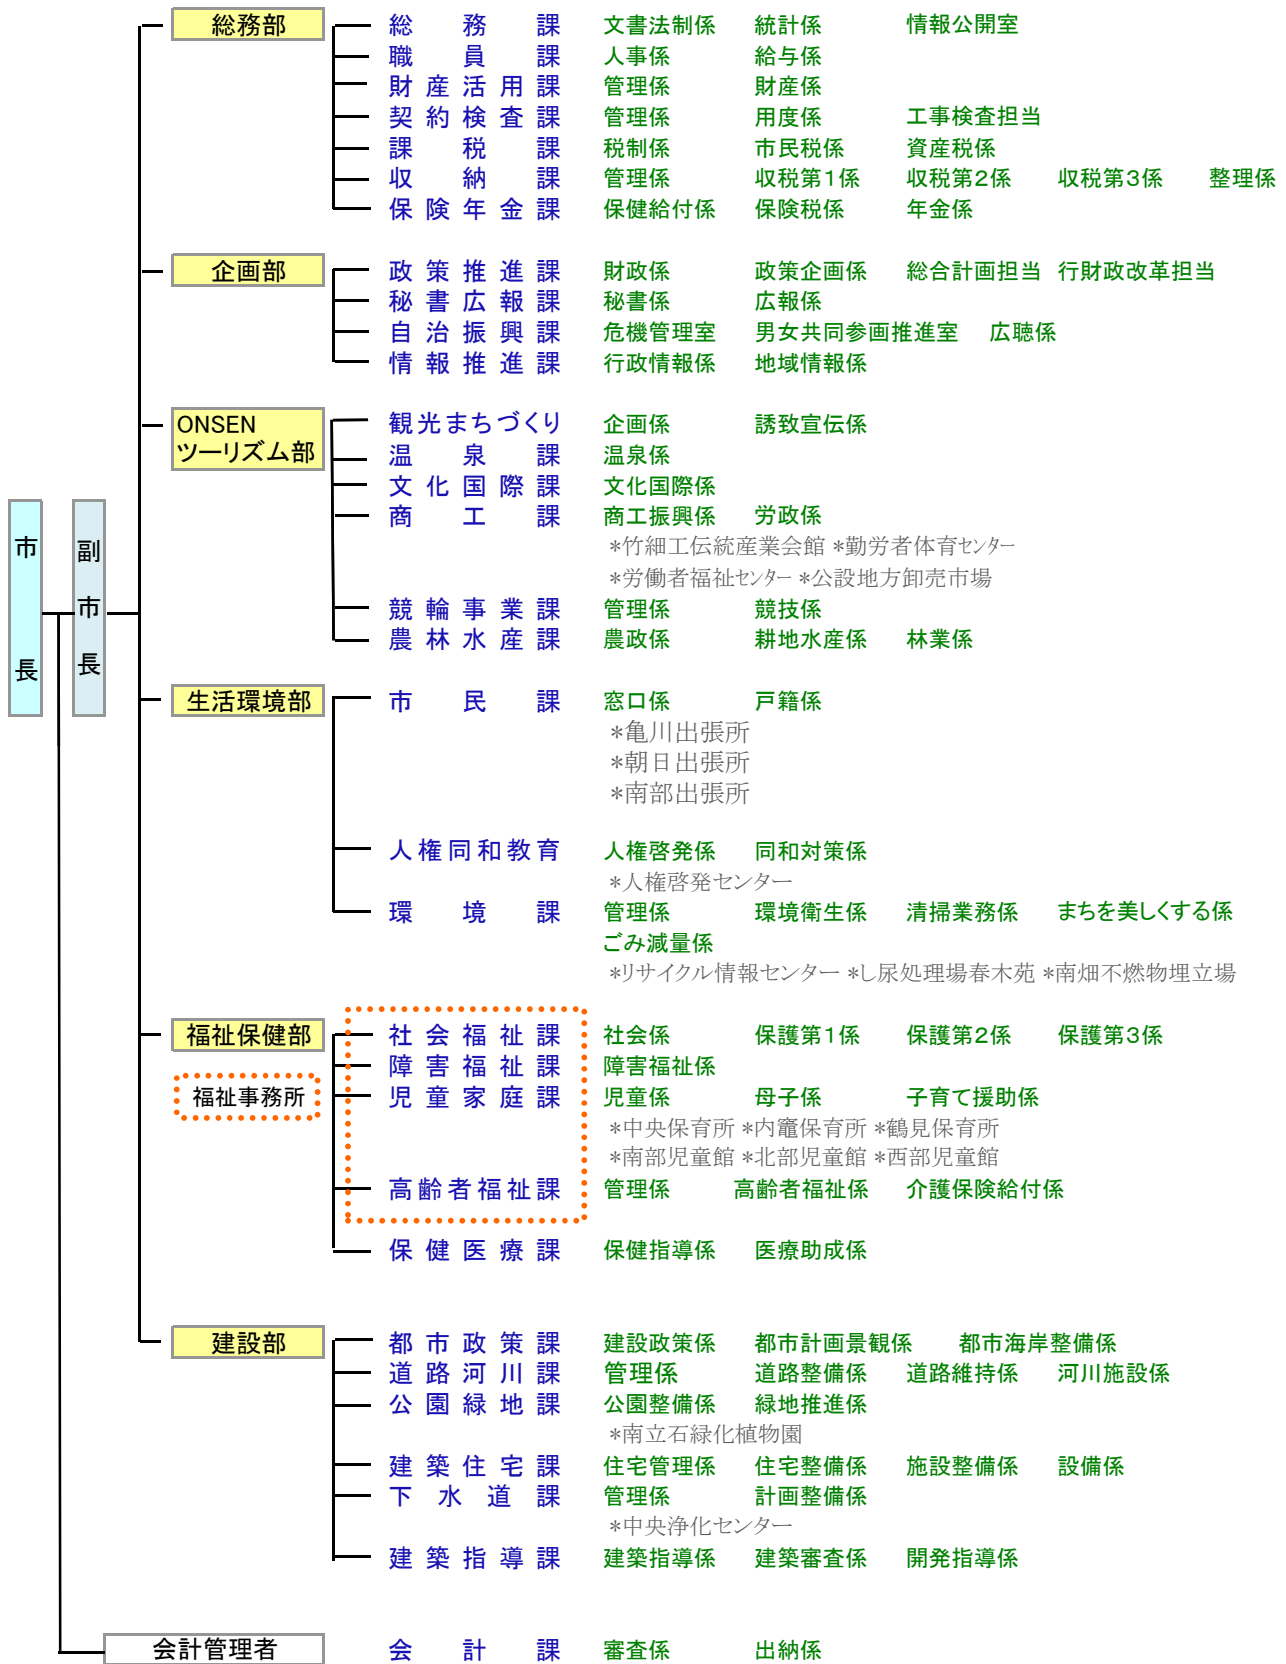 総務部 総務課 文書法制係 統計係 情報公開室
職員課 人事係 給与係
財産活用課 管理係 財産係
契約検査課 管理係 用度係 工事検査担当
課税課 税制係 市民税係 資産税係
収納課 管理係 収税第1係 収税第2係 収税第3係 整理係
保険年金課 保健給付係 保険税係 年金係
企画部 政策推進課 財政係 政策企画係 総合計画担当 行財政改革担当
秘書広報課 秘書係 広報係
自治振興課 危機管理室 男女共同参画推進室 広聴係
情報推進課 行政情報係 地域情報係
ONSEN
ツーリズム部
観光まちづくり 企画係 誘致宣伝係
温泉課 温泉係
文化国際課 文化国際係
商工課 商工振興係 労政係
*竹細工伝統産業会館 *勤労者体育センター
*労働者福祉センター *公設地方卸売市場
市長
副市長
競輪事業課 管理係 競技係
農林水産課 農政係 耕地水産係 林業係
生活環境部 市民課 窓口係 戸籍係
*亀川出張所
*朝日出張所
*南部出張所
人権同和教育 人権啓発係 同和対策係
*人権啓発センター
環境課 管理係 環境衛生係 清掃業務係 まちを美しくする係
ごみ減量係
*リサイクル情報センター *し尿処理場春木苑 *南畑不燃物埋立場
福祉保健部 社会福祉課 社会係 保護第1係 保護第2係 保護第3係
障害福祉課 障害福祉係
福祉事務所 児童家庭課 児童係 母子係 子育て援助係
*中央保育所 *内竈保育所 *鶴見保育所
*南部児童館 *北部児童館 *西部児童館
高齢者福祉課 管理係 高齢者福祉係 介護保険給付係
保健医療課 保健指導係 医療助成係
建設部 都市政策課 建設政策係 都市計画景観係 都市海岸整備係
道路河川課 管理係 道路整備係 道路維持係 河川施設係
公園緑地課 公園整備係 緑地推進係
*南立石緑化植物園
建築住宅課 住宅管理係 住宅整備係 施設整備係 設備係
下水道課 管理係 計画整備係
*中央浄化センター
建築指導課 建築指導係 建築審査係 開発指導係
会計管理者 会計課 審査係 出納係